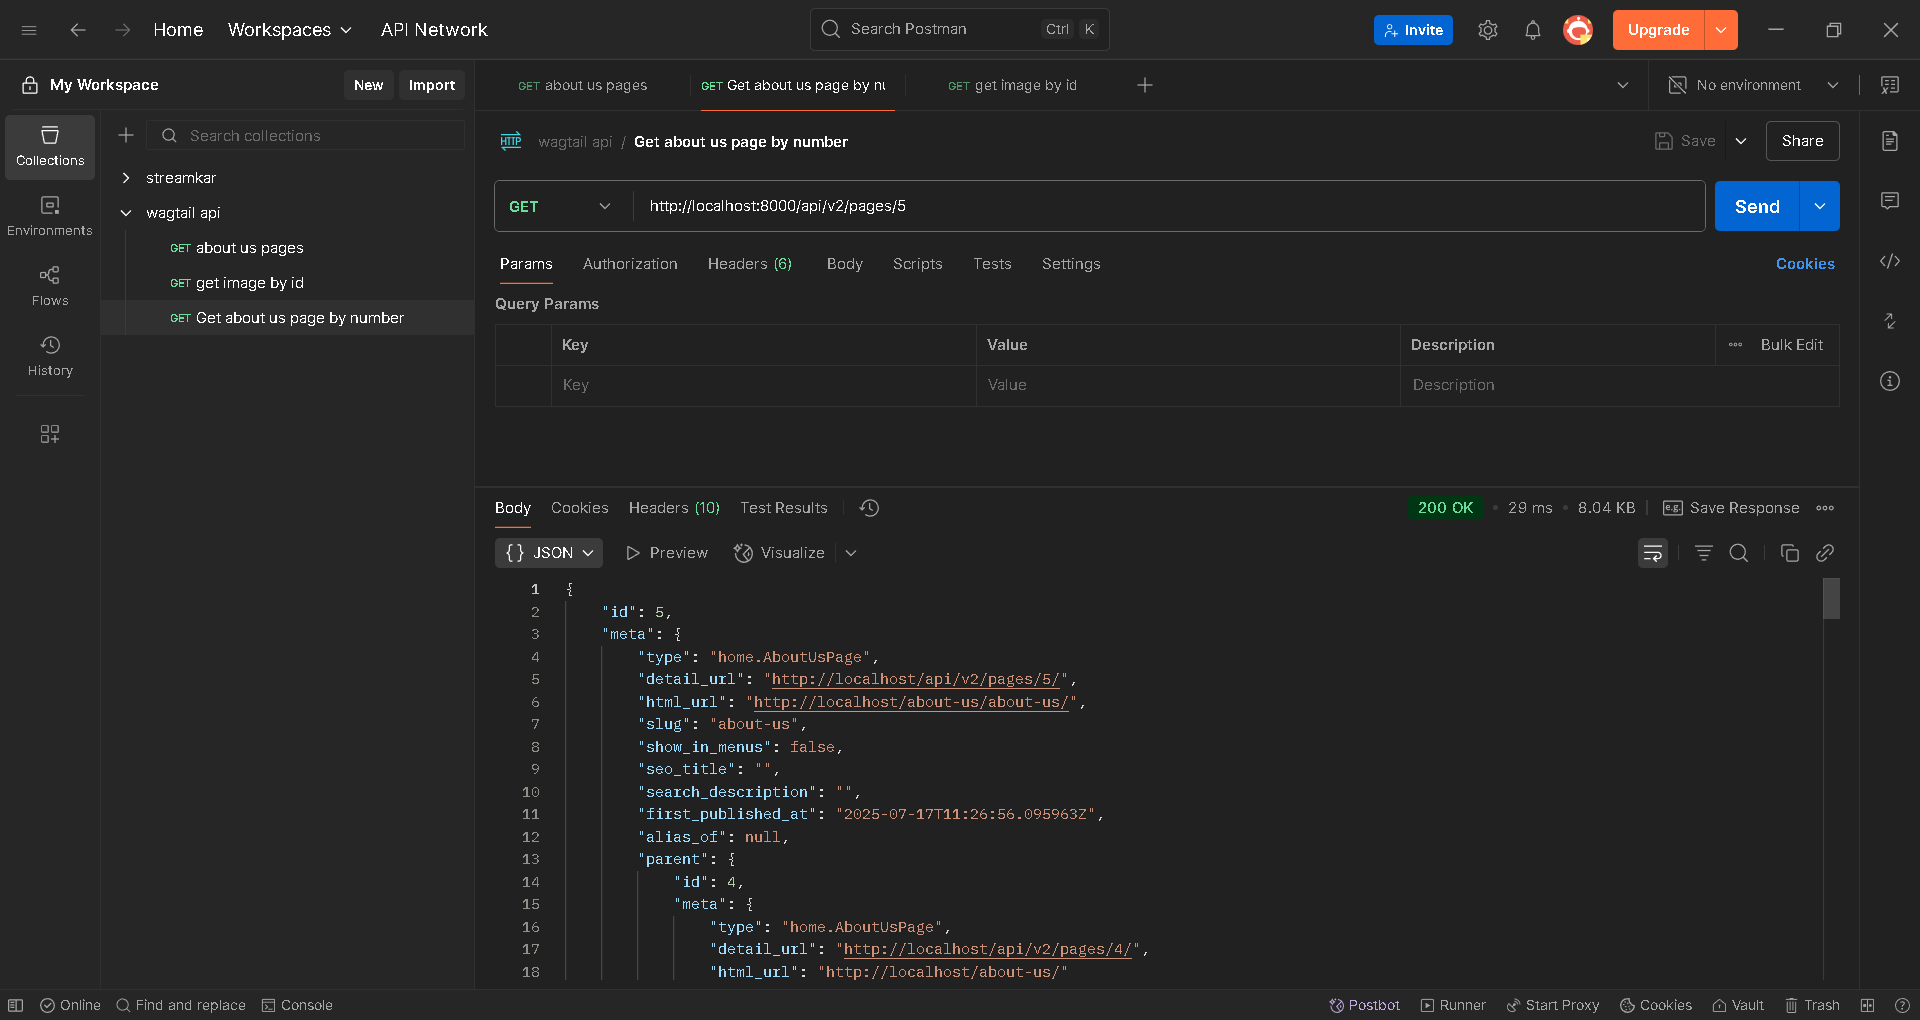 Home Workspaces API Network Search Postman Ctrl K Invite Upgrade
My Workspace New Import GET about us pages GET Get about us page by nu GET get image by id No environment
Collections
Environments
Flows
History
Search collections
streamkar
wagtail api
GET about us pages
GET get image by id
GET Get about us page by number
HTTP wagtail api / Get about us page by number Save Share
GET http://localhost:8000/api/v2/pages/5 Send
Params Authorization Headers (6) Body Scripts Tests Settings Cookies
Query Params
Key Value Description Bulk Edit
Key Value Description
Body Cookies Headers (10) Test Results 200 OK • 29 ms • 8.04 KB e.g. Save Response
{} JSON Preview Visualize
1 {
2 "id": 5,
3 "meta": {
4 "type": "home.AboutUsPage",
5 "detail_url": "http://localhost/api/v2/pages/5/",
6 "html_url": "http://localhost/about-us/about-us/",
7 "slug": "about-us",
8 "show_in_menus": false,
9 "seo_title": "",
10 "search_description": "",
11 "first_published_at": "2025-07-17T11:26:56.095963Z",
12 "alias_of": null,
13 "parent": {
14 "id": 4,
15 "meta": {
16 "type": "home.AboutUsPage",
17 "detail_url": "http://localhost/api/v2/pages/4/",
18 "html_url": "http://localhost/about-us/"
Online Find and replace Console Postbot Runner Start Proxy Cookies Vault Trash